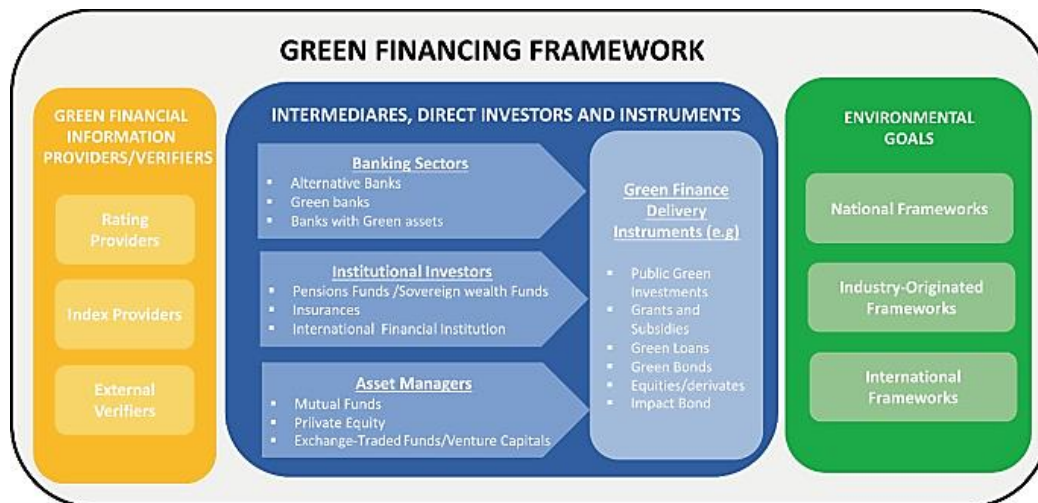 GREEN FINANCING FRAMEWORK
GREEN FINANCIAL
INFORMATION
PROVIDERS/VERIFIERS
Rating
Providers
Index Providers
External
Verifiers
INTERMEDIARES, DIRECT INVESTORS AND INSTRUMENTS
Banking Sectors
▪ Alternative Banks
▪ Green banks
▪ Banks with Green assets
Institutional Investors
▪ Pensions Funds /Sovereign wealth Funds
▪ Insurances
▪ International Financial Institution
Asset Managers
▪ Mutual Funds
▪ Private Equity
▪ Exchange-Traded Funds/Venture Capitals
Green Finance
Delivery
Instruments (e.g)
▪ Public Green
Investments
▪ Grants and
Subsidies
▪ Green Loans
▪ Green Bonds
▪ Equities/derivates
▪ Impact Bond
ENVIRONMENTAL
GOALS
National Frameworks
Industry-Originated
Frameworks
International
Frameworks